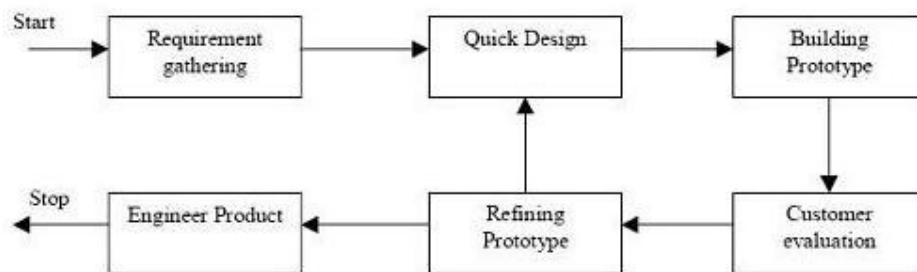 Start
Requirement
gathering
Quick Design
Building
Prototype
Stop
Engineer Product
Refining
Prototype
Customer
evaluation